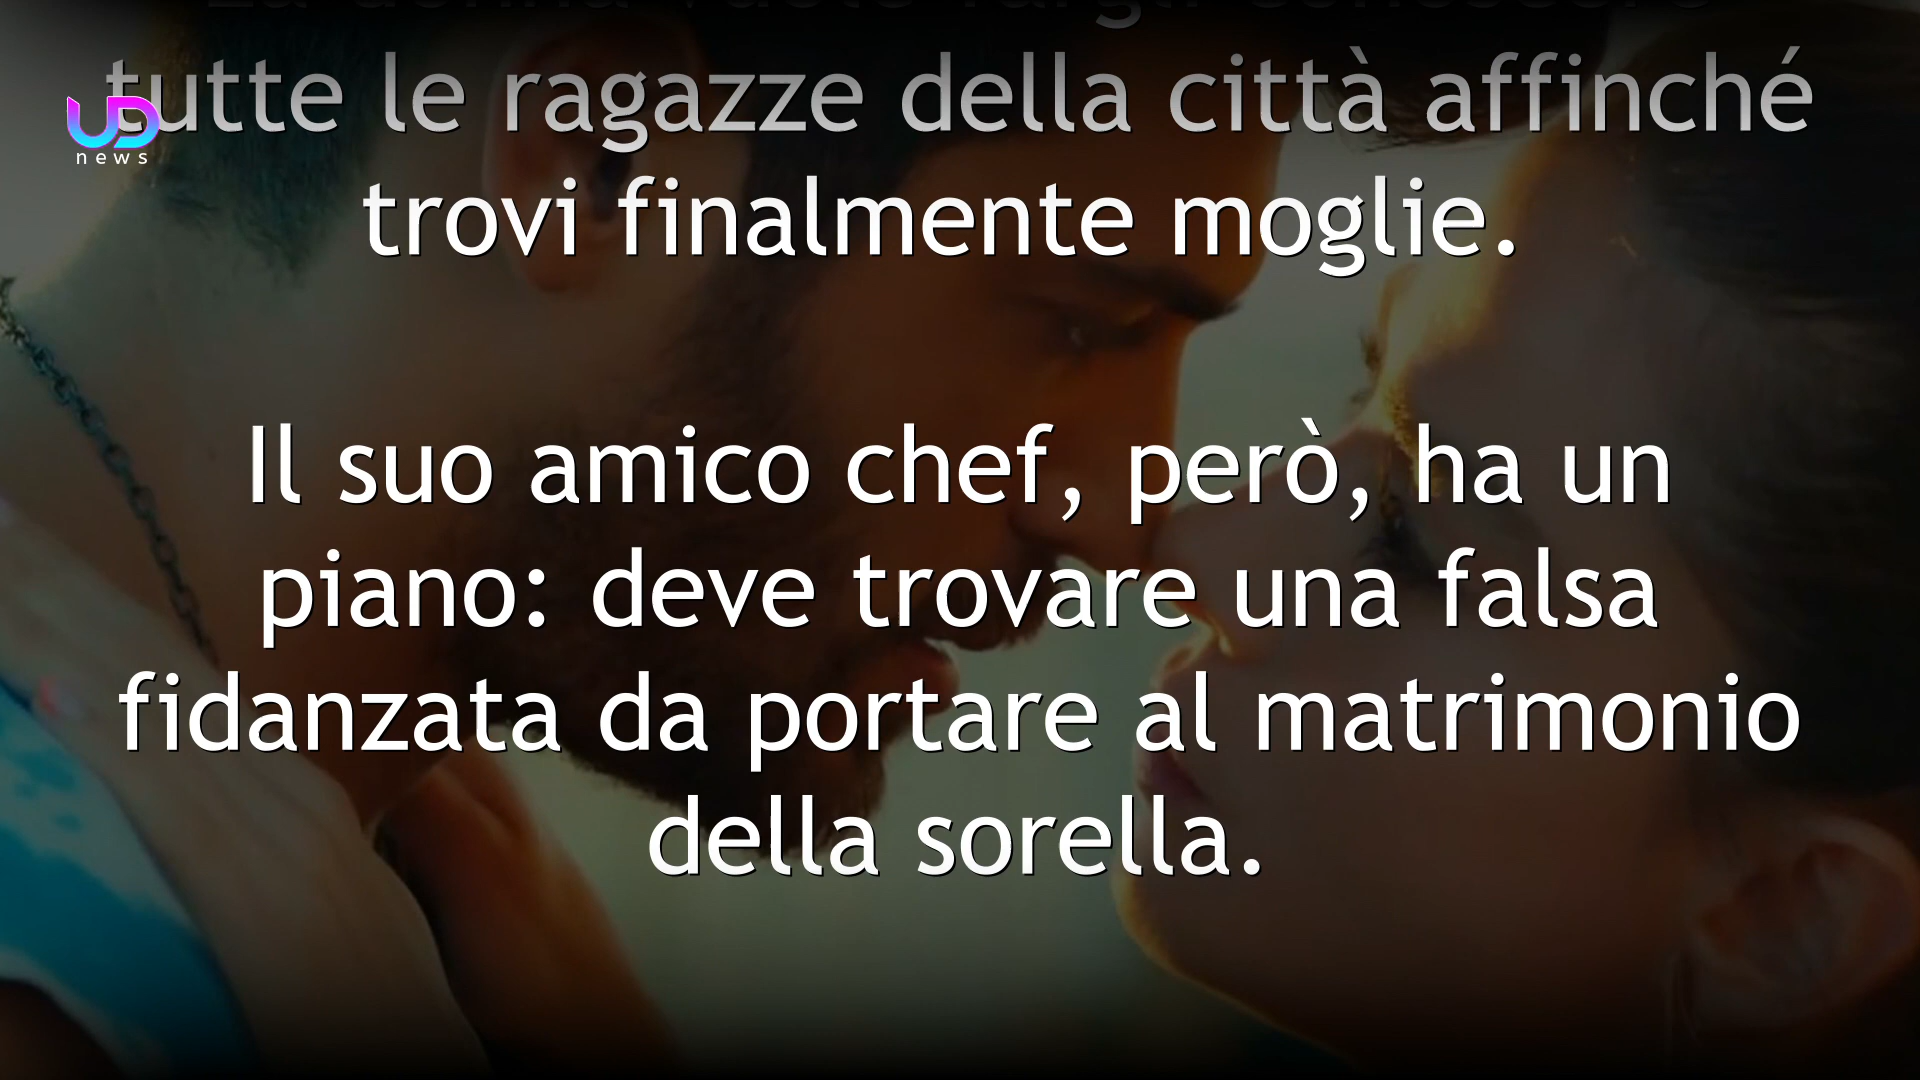 tutte le ragazze della città affinché
UD
news
trovi finalmente moglie.
Il suo amico chef, però, ha un
piano: deve trovare una falsa
fidanzata da portare al matrimonio
della sorella.